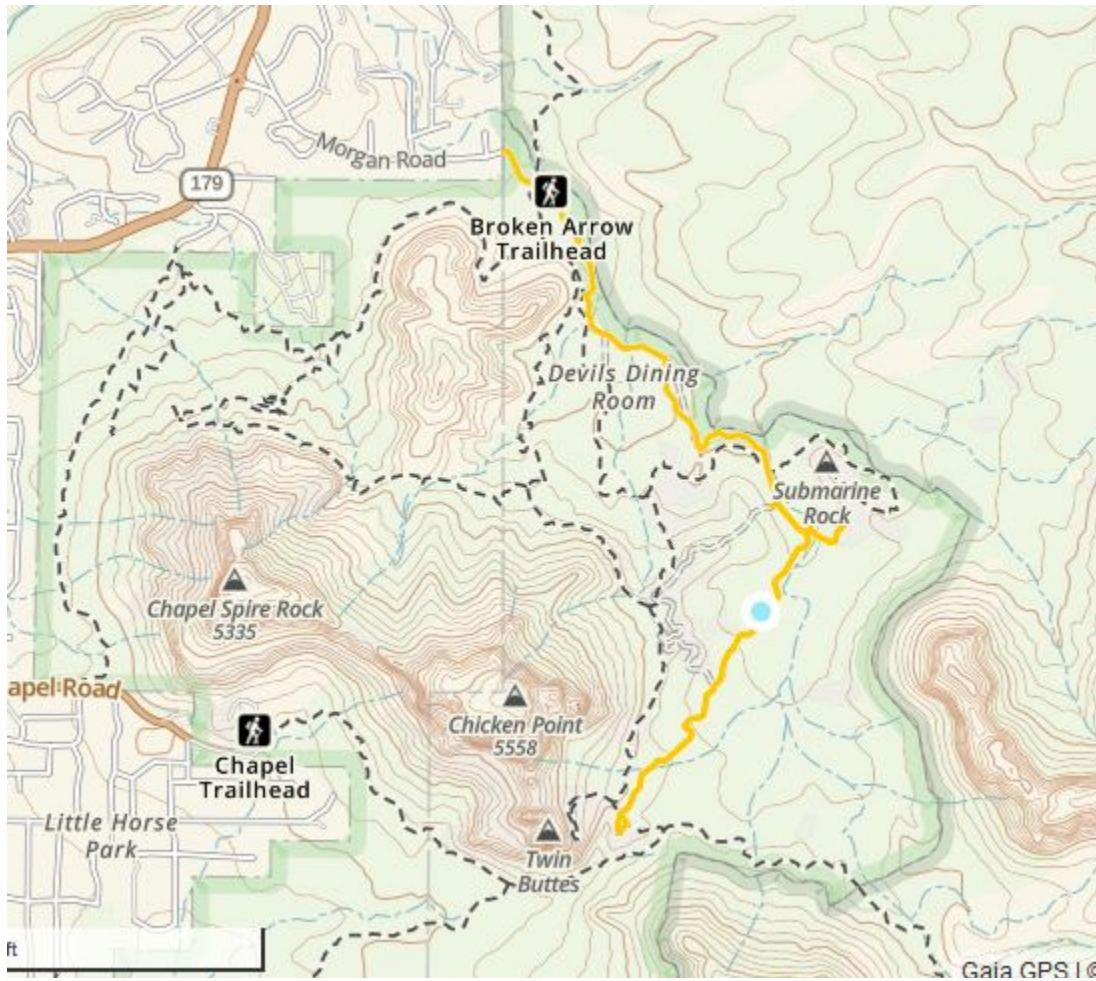 Morgan Road
179
Broken Arrow
Trailhead
Devils Dining
Room
Submarine
Rock
Chapel Spire Rock
5335
apel Road
Chicken Point
5558
Chapel
Trailhead
Little Horse
Park
Twin
Buttes
ft
Gaia GPS | ©